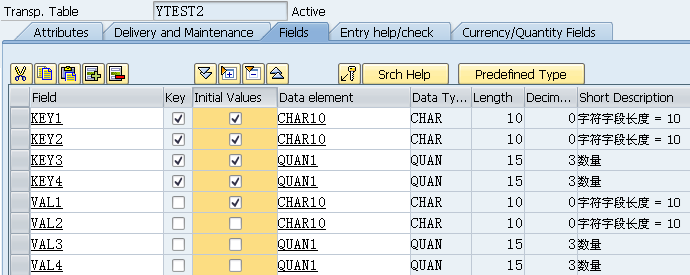 Transp. Table YTEST2 Active
Attributes Delivery and Maintenance Fields Entry help/check Currency/Quantity Fields
Srch Help Predefined Type
Field Key Initial Values Data element Data Ty... Length Decim... Short Description
KEY1 CHAR10 CHAR 10 0 字符字段长度 = 10
KEY2 CHAR10 CHAR 10 0 字符字段长度 = 10
KEY3 QUAN1 QUAN 15 3 数量
KEY4 QUAN1 QUAN 15 3 数量
VAL1 CHAR10 CHAR 10 0 字符字段长度 = 10
VAL2 CHAR10 CHAR 10 0 字符字段长度 = 10
VAL3 QUAN1 QUAN 15 3 数量
VAL4 QUAN1 QUAN 15 3 数量